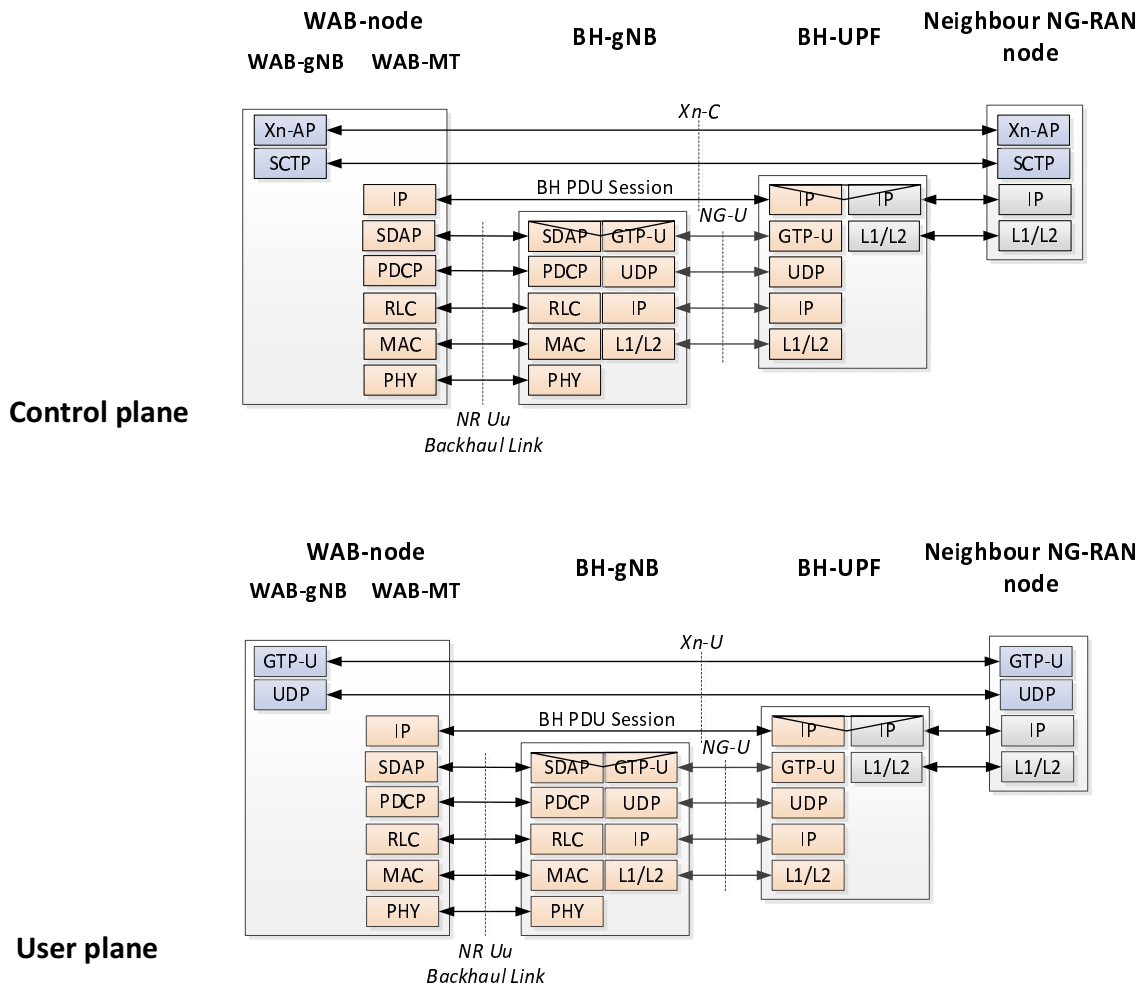 WAB-node
BH-gNB
BH-UPF
Neighbour NG-RAN
node
WAB-gNB
WAB-MT
Xn-C
Xn-AP
Xn-AP
SCTP
SCTP
BH PDU Session
IP
IP
IP
IP
NG-U
SDAP
SDAP
GTP-U
GTP-U
L1/L2
L1/L2
PDCP
PDCP
UDP
UDP
RLC
RLC
IP
IP
MAC
MAC
L1/L2
L1/L2
PHY
PHY
Control plane
NR Uu
Backhaul Link
WAB-node
BH-gNB
BH-UPF
Neighbour NG-RAN
node
WAB-gNB
WAB-MT
Xn-U
GTP-U
GTP-U
UDP
UDP
BH PDU Session
IP
IP
IP
IP
NG-U
SDAP
SDAP
GTP-U
GTP-U
L1/L2
L1/L2
PDCP
PDCP
UDP
UDP
RLC
RLC
IP
IP
MAC
MAC
L1/L2
L1/L2
PHY
PHY
User plane
NR Uu
Backhaul Link